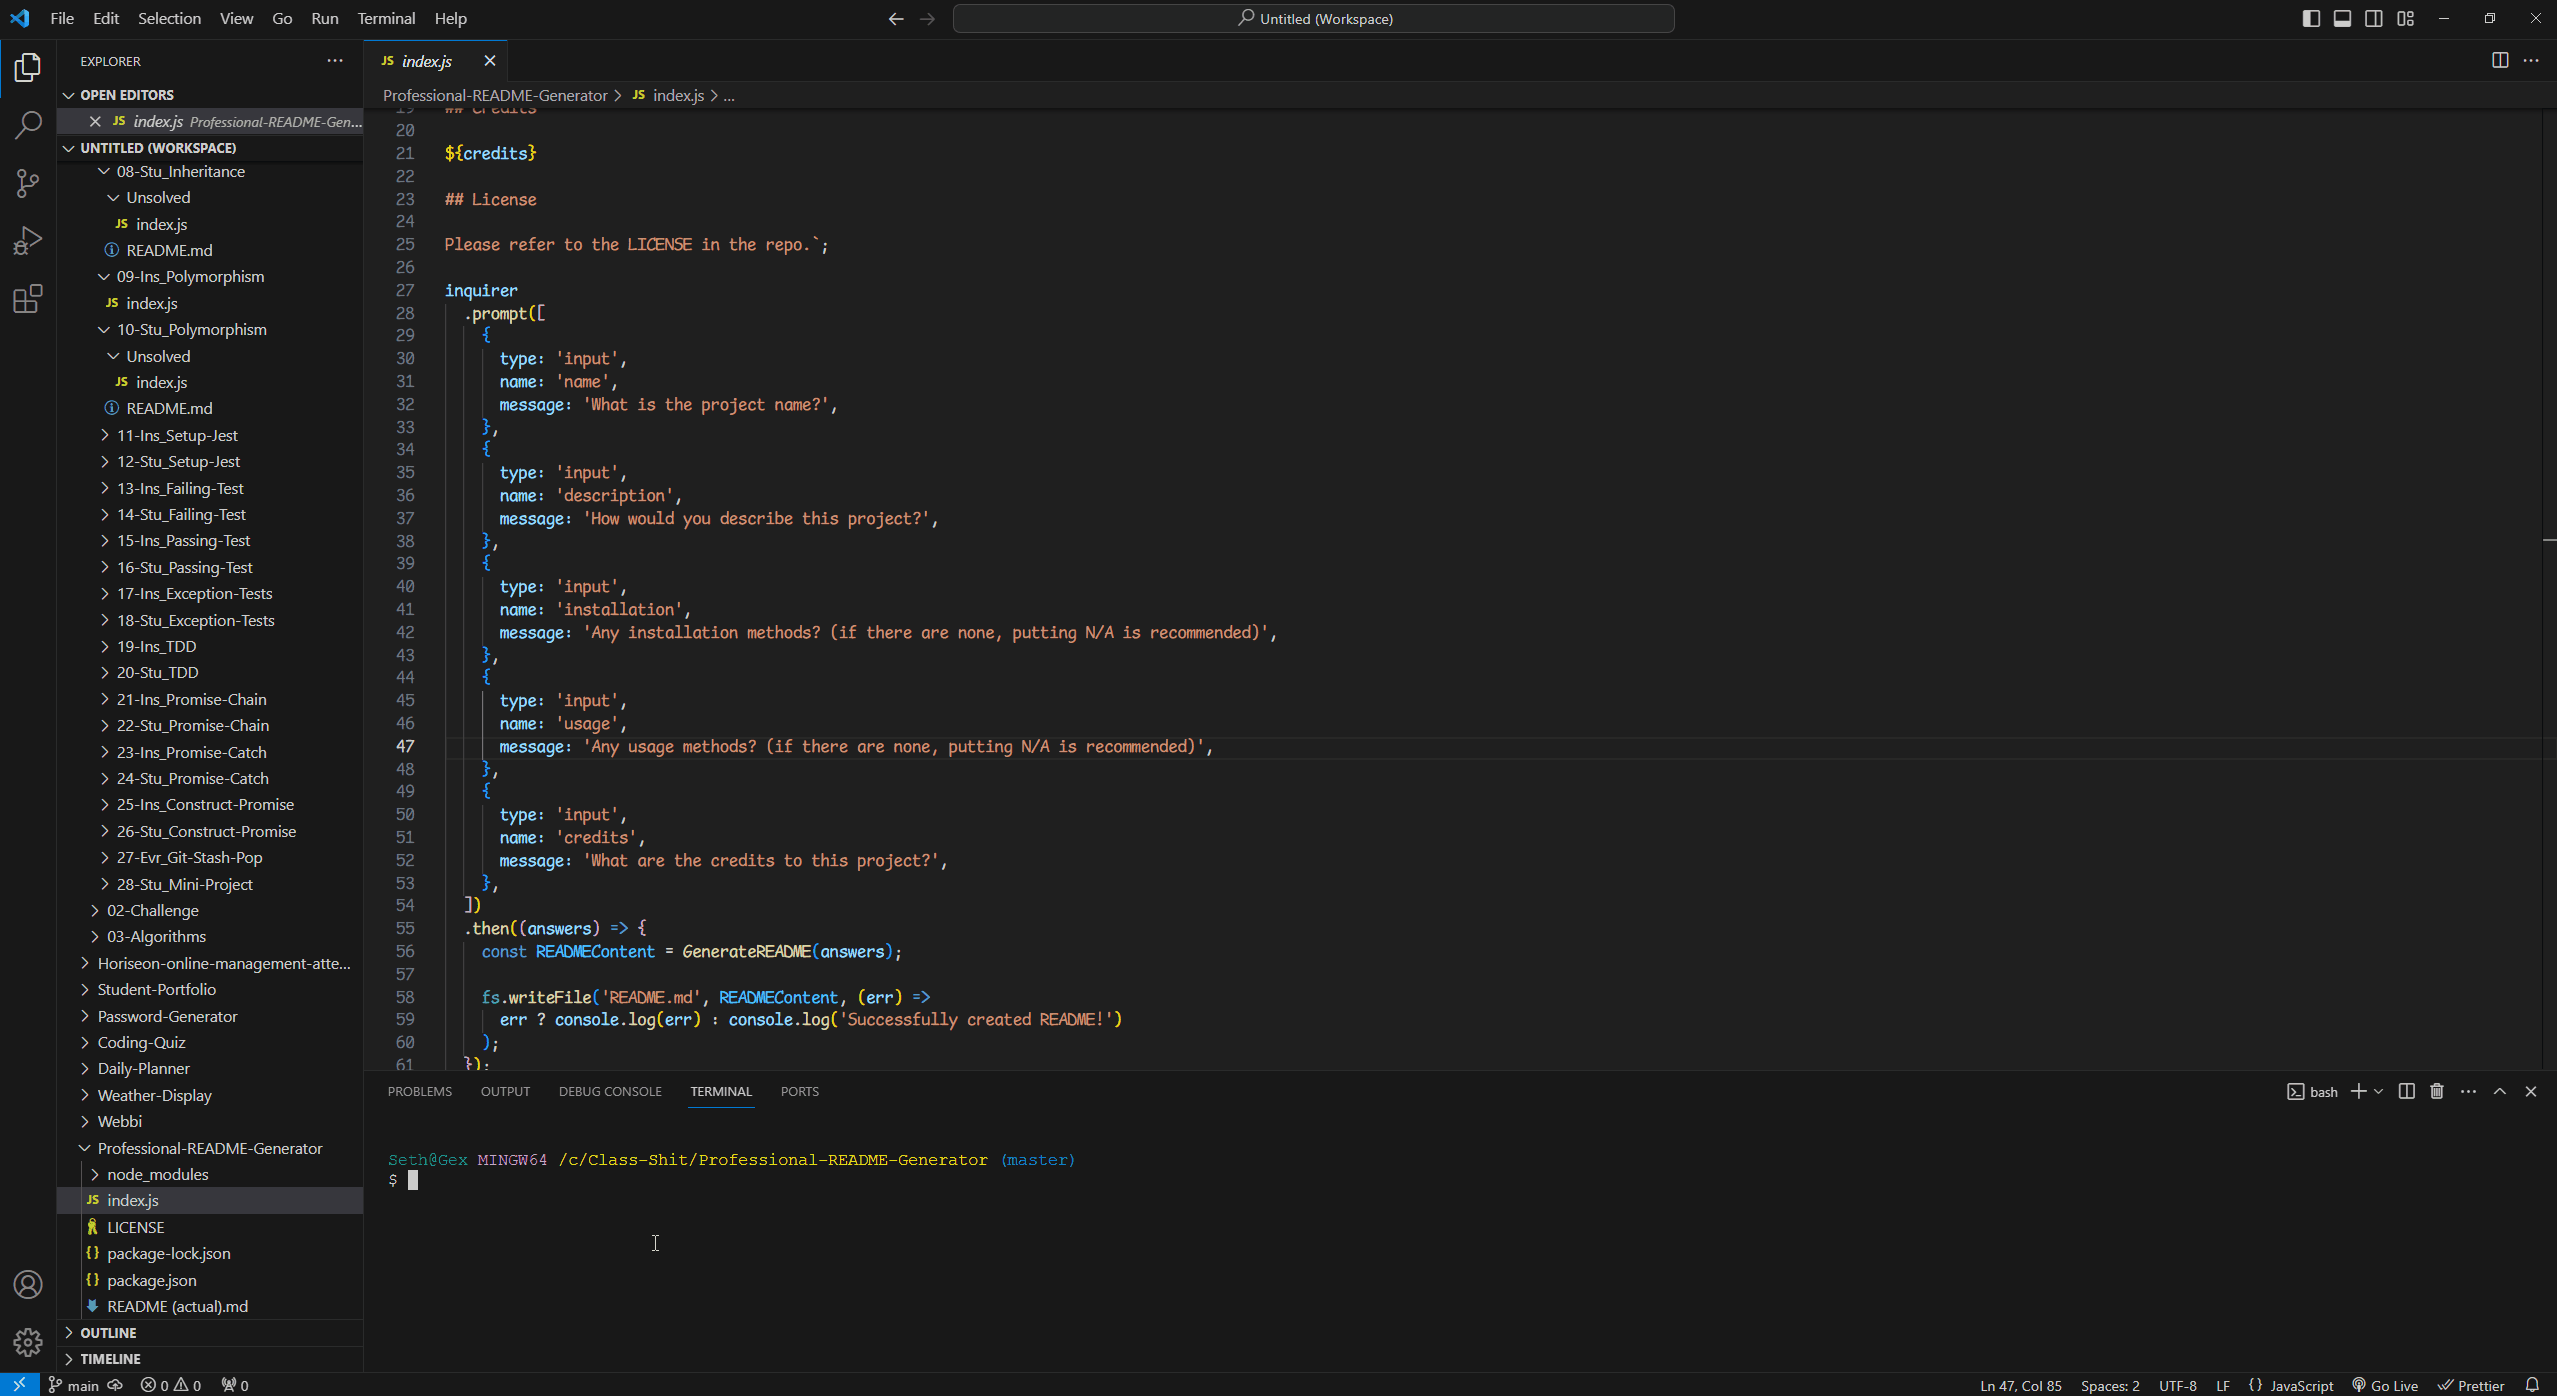 File Edit Selection View Go Run Terminal Help
Untitled (Workspace)
EXPLORER
OPEN EDITORS
index.js Professional-README-Gen...
UNTITLED (WORKSPACE)
08-Stu_Inheritance
Unsolved
index.js
README.md
09-Ins_Polymorphism
index.js
10-Stu_Polymorphism
Unsolved
index.js
README.md
11-Ins_Setup-Jest
12-Stu_Setup-Jest
13-Ins_Failing-Test
14-Stu_Failing-Test
15-Ins_Passing-Test
16-Stu_Passing-Test
17-Ins_Exception-Tests
18-Stu_Exception-Tests
19-Ins_TDD
20-Stu_TDD
21-Ins_Promise-Chain
22-Stu_Promise-Chain
23-Ins_Promise-Catch
24-Stu_Promise-Catch
25-Ins_Construct-Promise
26-Stu_Construct-Promise
27-Evr_Git-Stash-Pop
28-Stu_Mini-Project
02-Challenge
03-Algorithms
Horiseon-online-management-atte...
Student-Portfolio
Password-Generator
Coding-Quiz
Daily-Planner
Weather-Display
Webbi
Professional-README-Generator
node_modules
index.js
LICENSE
package-lock.json
package.json
README (actual).md
OUTLINE
TIMELINE
JS index.js
Professional-README-Generator > JS index.js > ...
19 ## Credits
20
21 ${credits}
22
23 ## License
24
25 Please refer to the LICENSE in the repo.`;
26
27 inquirer
28 .prompt([
29 {
30 type: 'input',
31 name: 'name',
32 message: 'What is the project name?',
33 },
34 {
35 type: 'input',
36 name: 'description',
37 message: 'How would you describe this project?',
38 },
39 {
40 type: 'input',
41 name: 'installation',
42 message: 'Any installation methods? (if there are none, putting N/A is recommended)',
43 },
44 {
45 type: 'input',
46 name: 'usage',
47 message: 'Any usage methods? (if there are none, putting N/A is recommended)',
48 },
49 {
50 type: 'input',
51 name: 'credits',
52 message: 'What are the credits to this project?',
53 },
54 ])
55 .then((answers) => {
56 const READMEContent = GenerateREADME(answers);
57
58 fs.writeFile('README.md', READMEContent, (err) =>
59 err ? console.log(err) : console.log('Successfully created README!')
60 );
61 });
PROBLEMS OUTPUT DEBUG CONSOLE TERMINAL PORTS
bash
Seth@Gex MINGW64 /c/Class-Shit/Professional-README-Generator (master)
$
main 0 0 0
Ln 47, Col 85 Spaces: 2 UTF-8 LF {} JavaScript Go Live Prettier